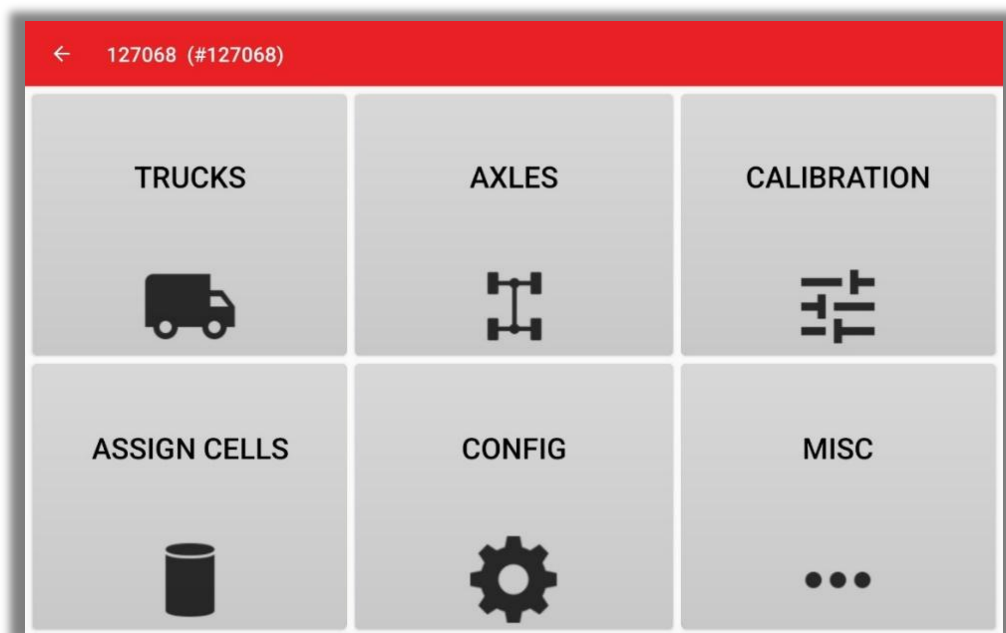 127068 (#127068)
TRUCKS
AXLES
CALIBRATION
ASSIGN CELLS
CONFIG
MISC